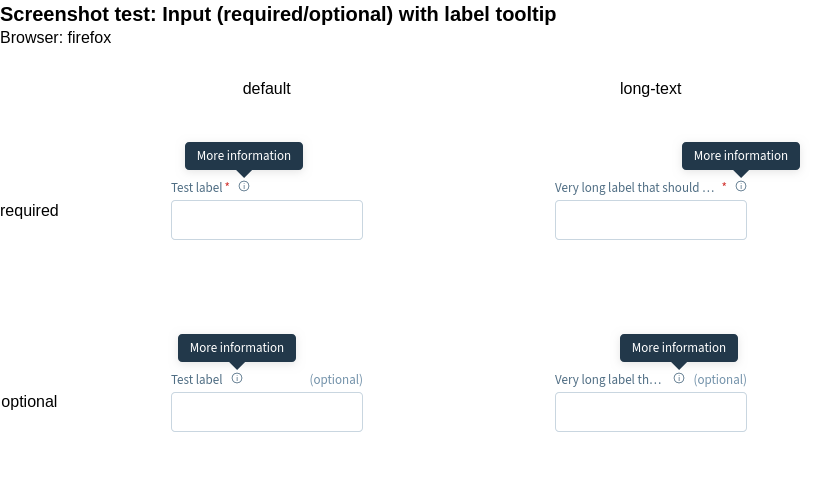 Screenshot test: Input (required/optional) with label tooltip
Browser: firefox
default
long-text
More information
More information
Test label *
Very long label that should ... *
required
More information
More information
Test label
(optional)
Very long label th...
(optional)
optional